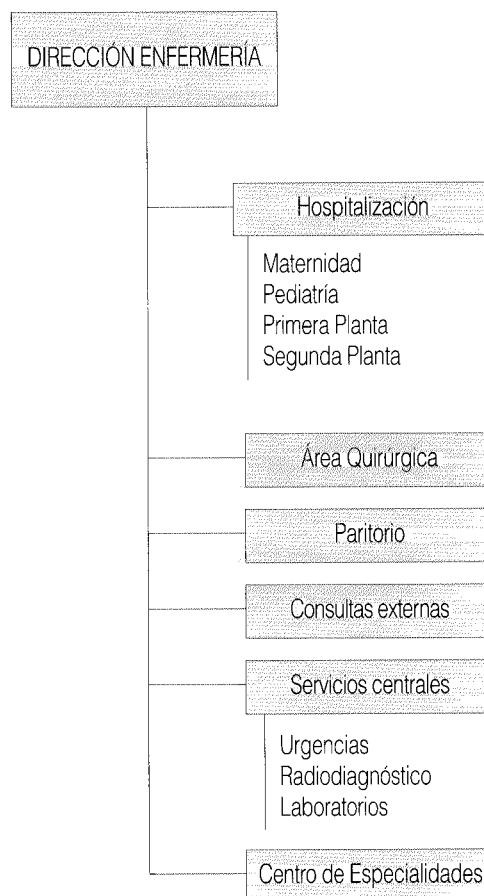 DIRECCIÓN ENFERMERÍA
Hospitalización
Maternidad
Pediatría
Primera Planta
Segunda Planta
Área Quirurgica
Paritorio
Consultas externas
Servicios centrales
Urgencias
Radiodiagnóstico
Laboratorios
Centro de Especialidades